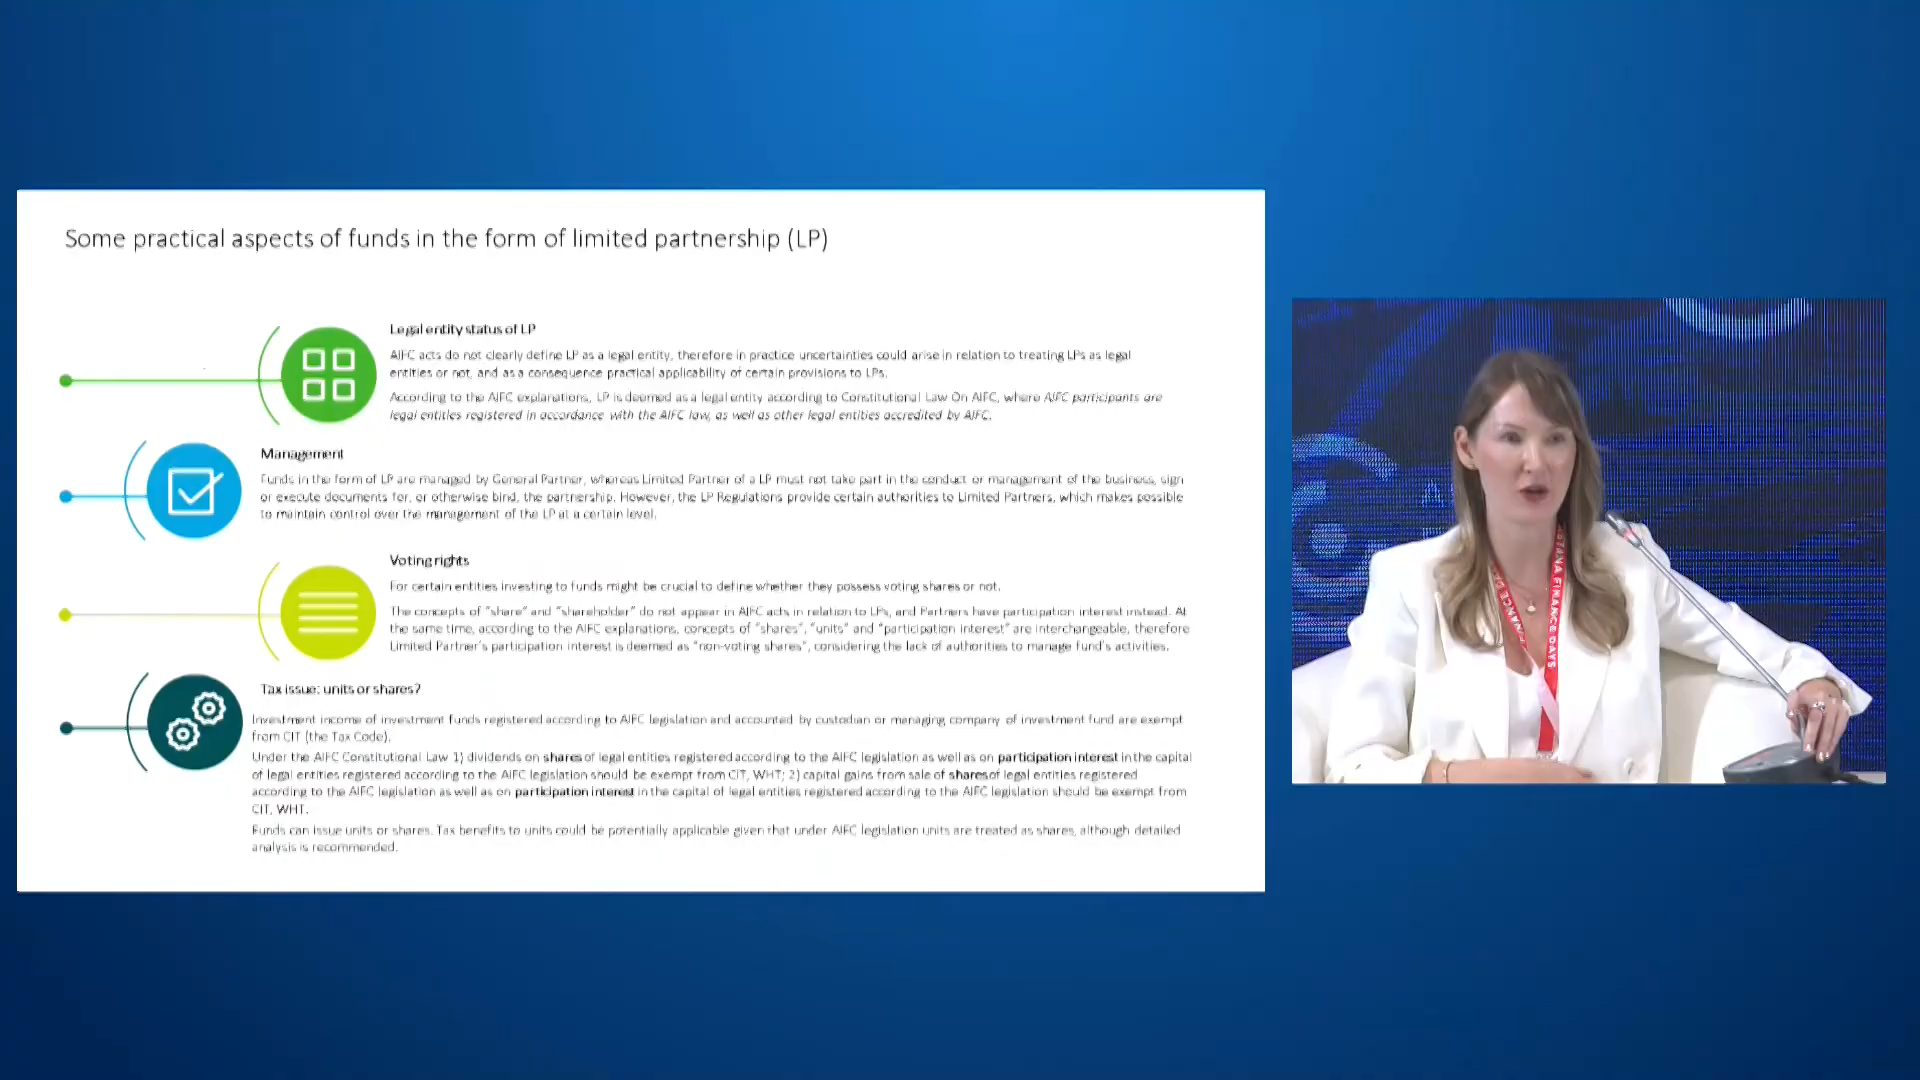 Some practical aspects of funds in the form of limited partnership (LP)
Legal entity status of LP
AIFC acts do not clearly define LP as a legal entity, therefore in practice uncertainties could arise in relation to treating LPs as legal
entities or not, and as a consequence practical applicability of certain provisions to LPs.
According to the AIFC explanations, LP is deemed as a legal entity according to Constitutional Law On AIFC, where AIFC participants are
legal entities registered in accordance with the AIFC law, as well as other legal entities accredited by AIFC.
Management
Funds in the form of LP are managed by General Partner, whereas Limited Partner of a LP must not take part in the conduct or management of the business, sign
or execute documents for, or otherwise bind, the partnership. However, the LP Regulations provide certain authorities to Limited Partners, which makes possible
to maintain control over the management of the LP at a certain level.
Voting rights
For certain entities investing to funds might be crucial to define whether they possess voting shares or not.
The concepts of "share" and "shareholder" do not appear in AIFC acts in relation to LPs, and Partners have participation interest instead. At
the same time, according to the AIFC explanations, concepts of "shares", "units" and "participation interest" are interchangeable, therefore
Limited Partner's participation interest is deemed as "non-voting shares", considering the lack of authorities to manage fund's activities.
Tax issue: units or shares?
Investment income of investment funds registered according to AIFC legislation and accounted by custodian or managing company of investment fund are exempt
from CIT (the Tax Code).
Under the AIFC Constitutional Law 1) dividends on shares of legal entities registered according to the AIFC legislation as well as on participation interest in the capital
of legal entities registered according to the AIFC legislation should be exempt from CIT, WHT; 2) capital gains from sale of shares of legal entities registered
according to the AIFC legislation as well as on participation interest in the capital of legal entities registered according to the AIFC legislation should be exempt from
CIT, WHT.
Funds can issue units or shares. Tax benefits to units could be potentially applicable given that under AIFC legislation units are treated as shares, although detailed
analysis is recommended.
ASTANA FINANCE DAYS
FINANCE